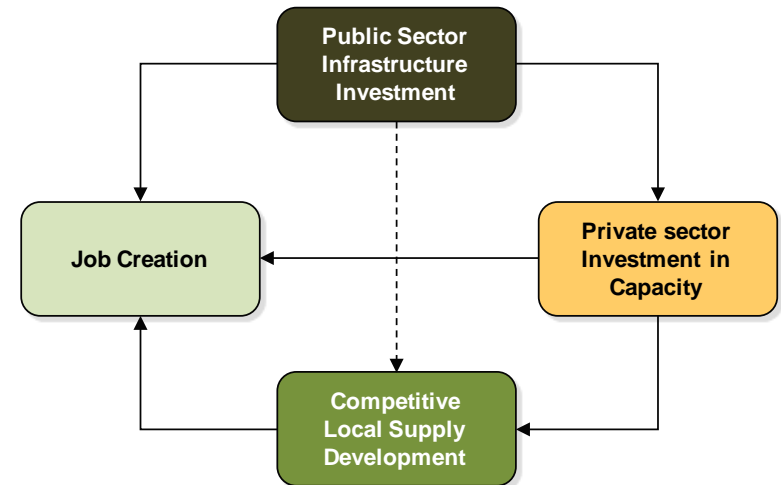 Public Sector
Infrastructure
Investment
Job Creation
Private sector
Investment in
Capacity
Competitive
Local Supply
Development